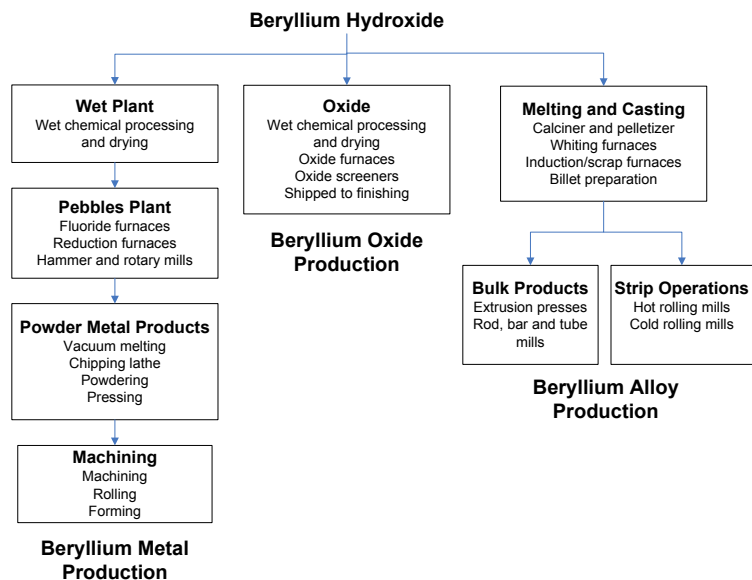 Beryllium Hydroxide
Wet Plant
Wet chemical processing
and drying
Pebbles Plant
Fluoride furnaces
Reduction furnaces
Hammer and rotary mills
Powder Metal Products
Vacuum melting
Chipping lathe
Powdering
Pressing
Machining
Machining
Rolling
Forming
Beryllium Metal
Production
Oxide
Wet chemical processing
and drying
Oxide furnaces
Oxide screeners
Shipped to finishing
Beryllium Oxide
Production
Melting and Casting
Calciner and pelletizer
Whiting furnaces
Induction/scrap furnaces
Billet preparation
Bulk Products
Extrusion presses
Rod, bar and tube
mills
Strip Operations
Hot rolling mills
Cold rolling mills
Beryllium Alloy
Production